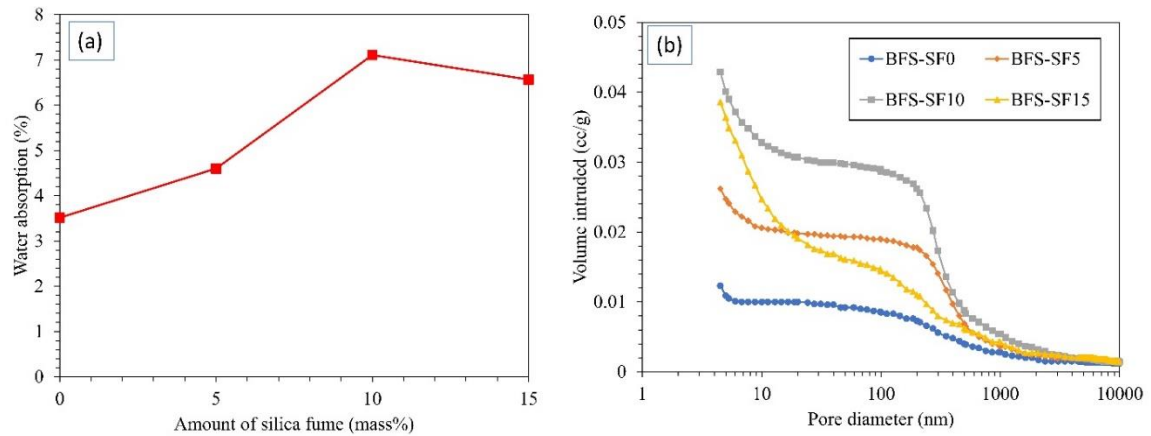 (a)
8
7
6
5
4
3
2
1
0
0 5 10 15
Water absorption (%)
Amount of silica fume (mass%)
(b)
0.05
0.04
0.03
0.02
0.01
0
1 10 100 1000 10000
Volume intruded (cc/g)
Pore diameter (nm)
BFS-SF0 BFS-SF5
BFS-SF10 BFS-SF15